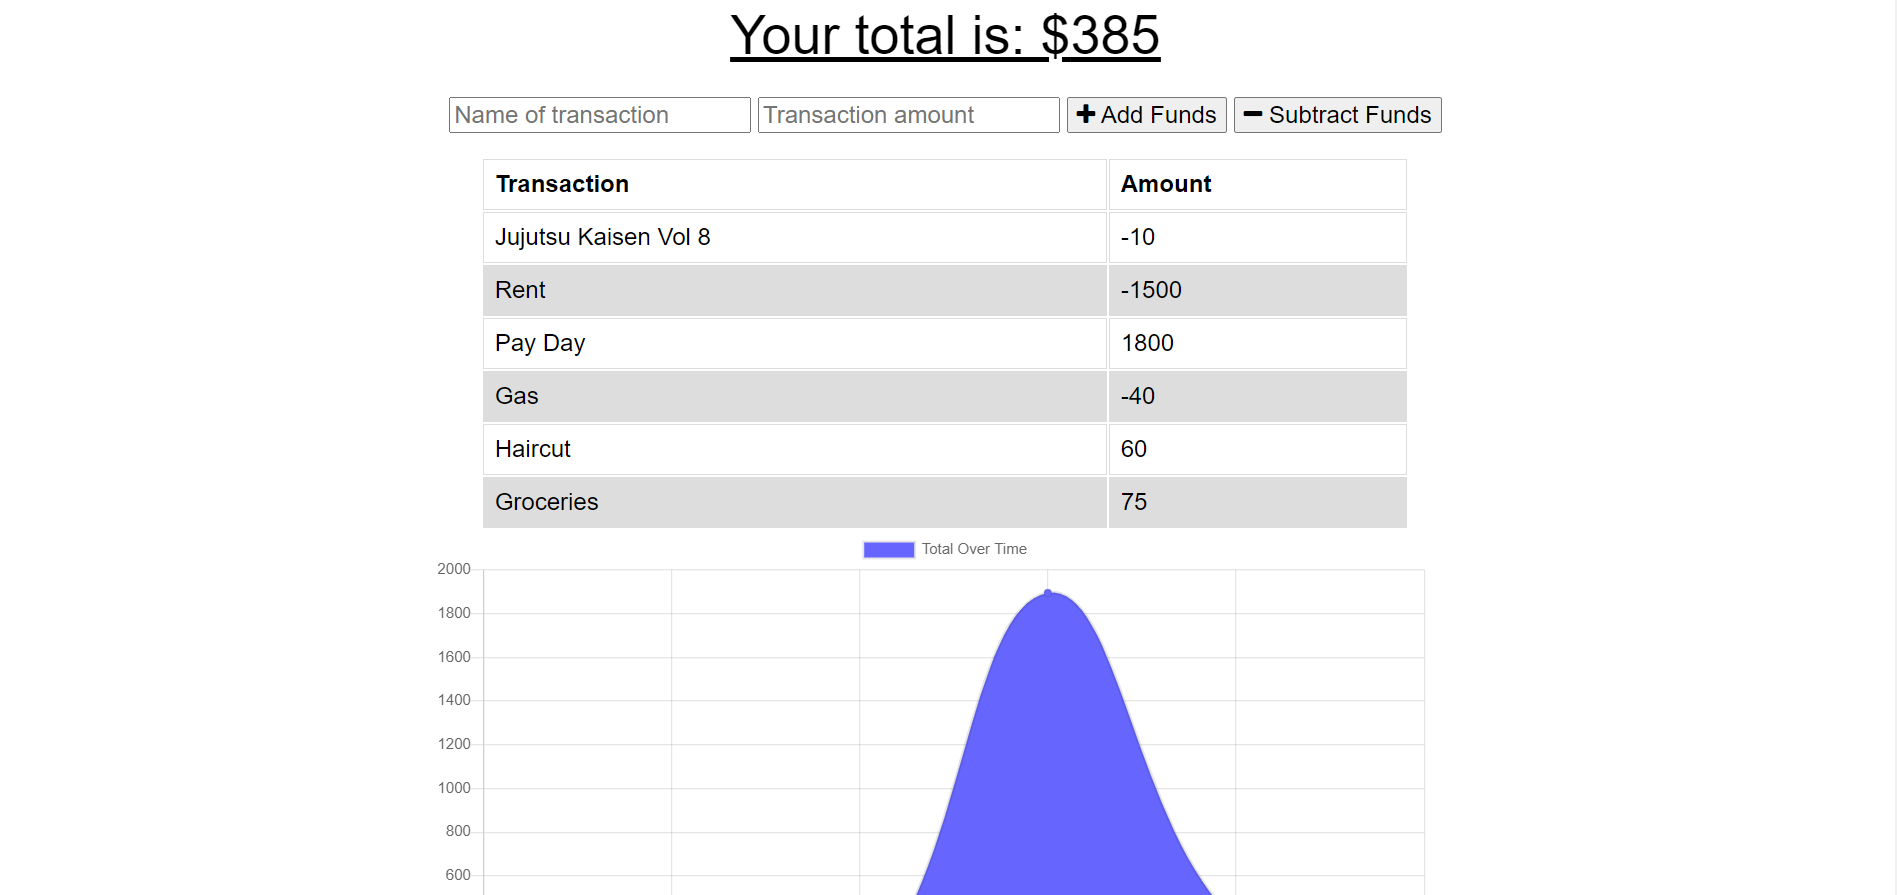 Your total is: $385
Name of transaction Transaction amount Add Funds Subtract Funds
Transaction Amount
Jujutsu Kaisen Vol 8 -10
Rent -1500
Pay Day 1800
Gas -40
Haircut 60
Groceries 75
Total Over Time
2000
1800
1600
1400
1200
1000
800
600